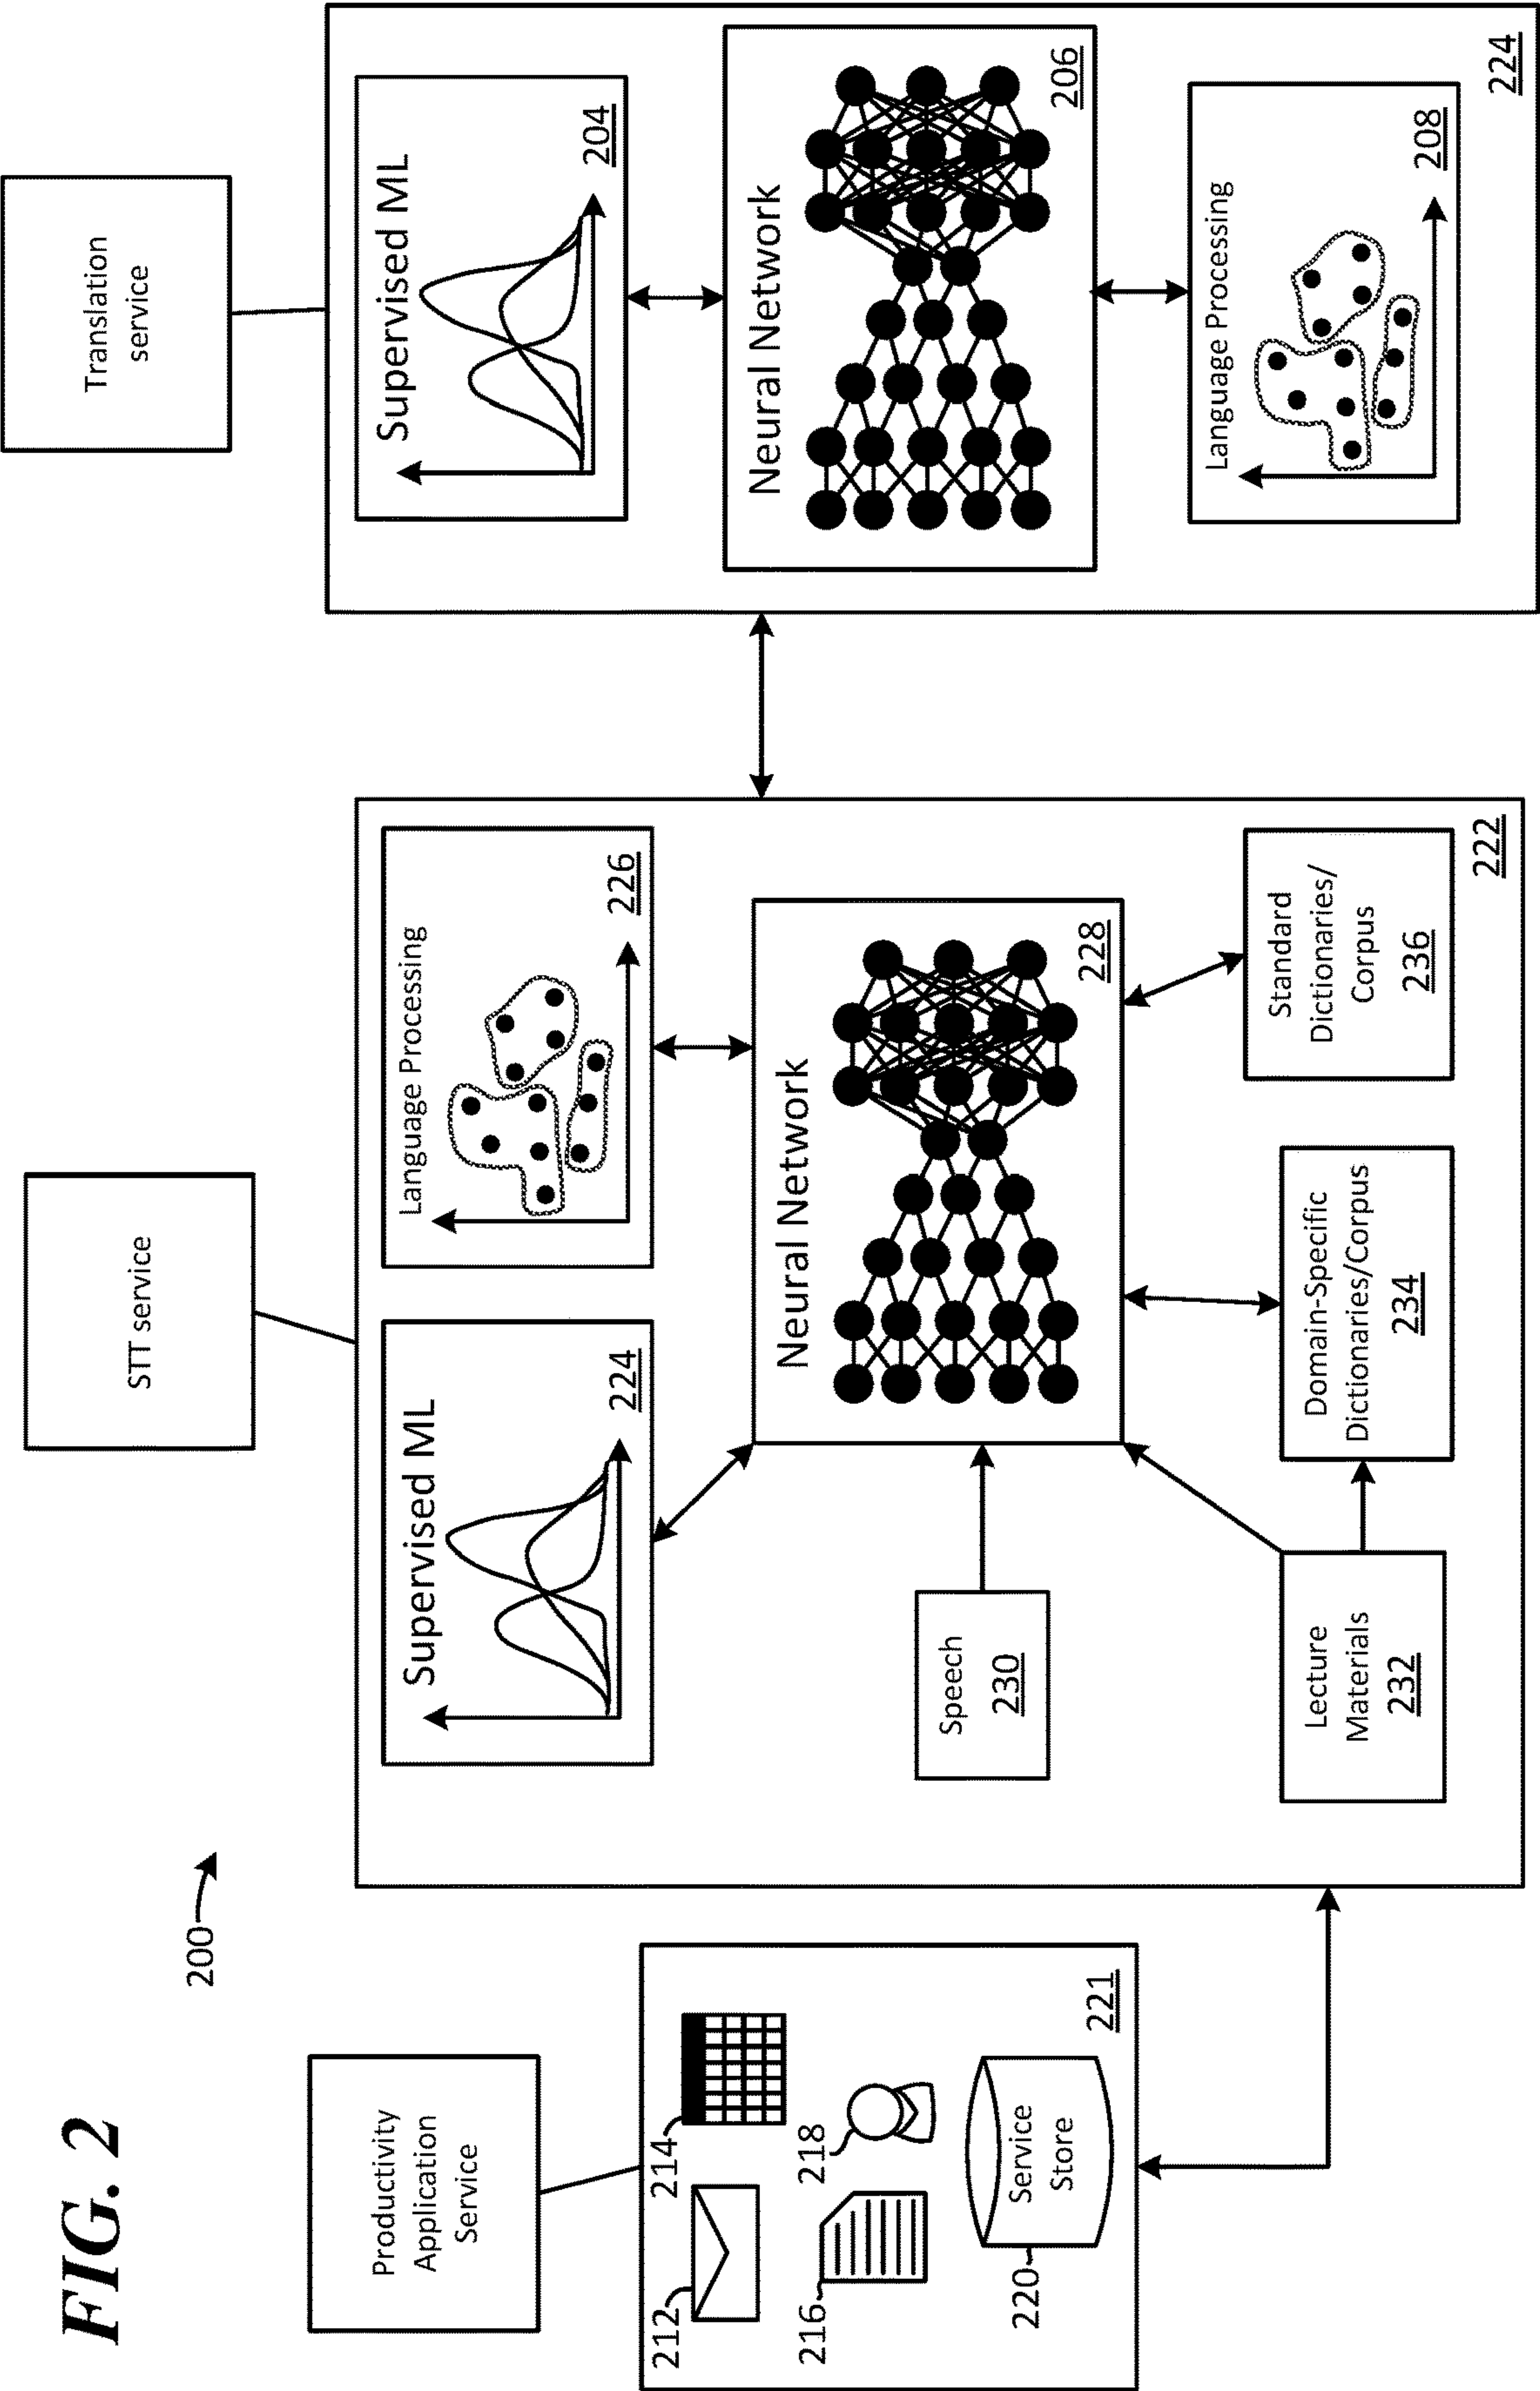 FIG. 2
200
Productivity
Application
Service
212
214
216
218
220
Service
Store
221
STT service
Supervised ML
224
Language Processing
226
Neural Network
228
Speech
230
Lecture
Materials
232
Domain-Specific
Dictionaries/Corpus
234
Standard
Dictionaries/
Corpus
236
222
Translation
service
Supervised ML
204
Neural Network
206
Language Processing
208
224